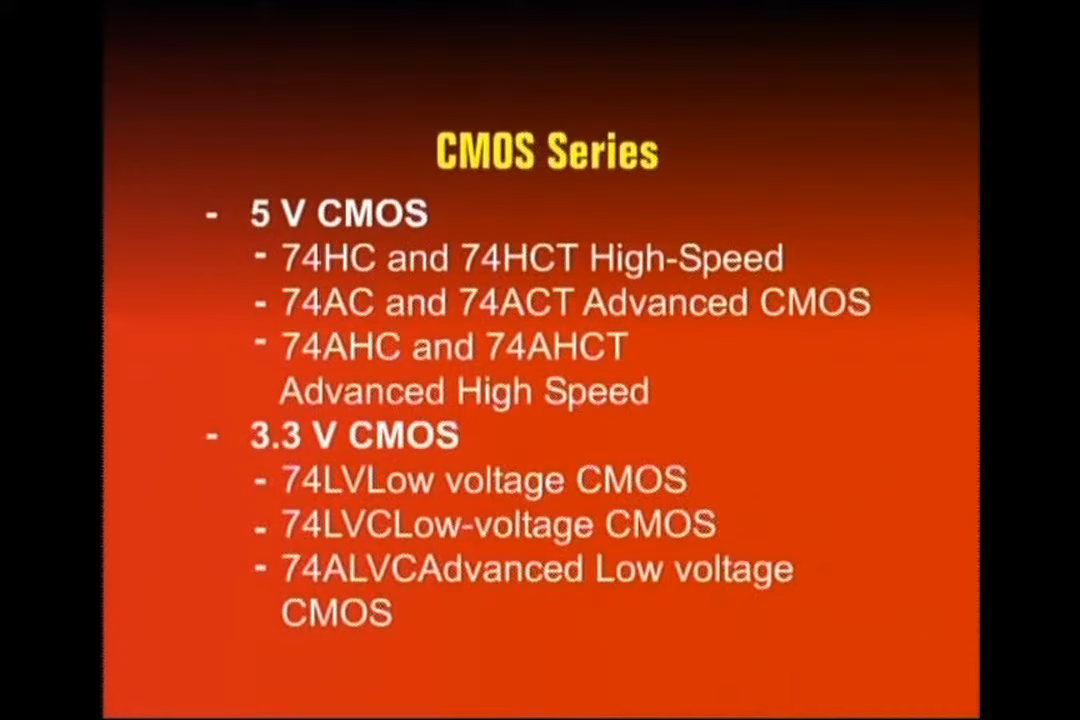 CMOS Series
- 5 V CMOS
- 74HC and 74HCT High-Speed
- 74AC and 74ACT Advanced CMOS
- 74AHC and 74AHCT
Advanced High Speed
- 3.3 V CMOS
- 74LVLow voltage CMOS
- 74LVCLow-voltage CMOS
- 74ALVCAdvanced Low voltage
CMOS